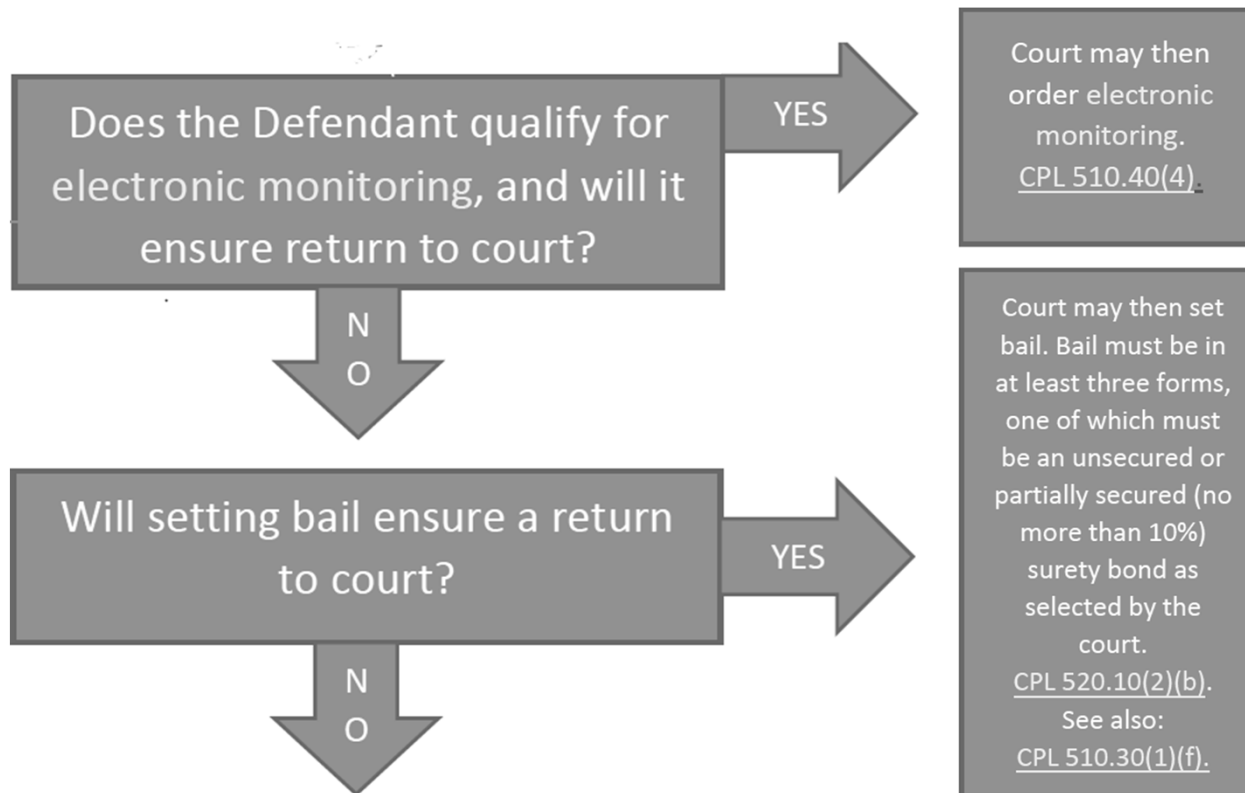 Does the Defendant qualify for
electronic monitoring, and will it
ensure return to court?
YES
Court may then
order electronic
monitoring.
CPL 510.40(4).
N
O
Will setting bail ensure a return
to court?
YES
Court may then set
bail. Bail must be in
at least three forms,
one of which must
be an unsecured or
partially secured (no
more than 10%)
surety bond as
selected by the
court.
CPL 520.10(2)(b).
See also:
CPL 510.30(1)(f).
N
O